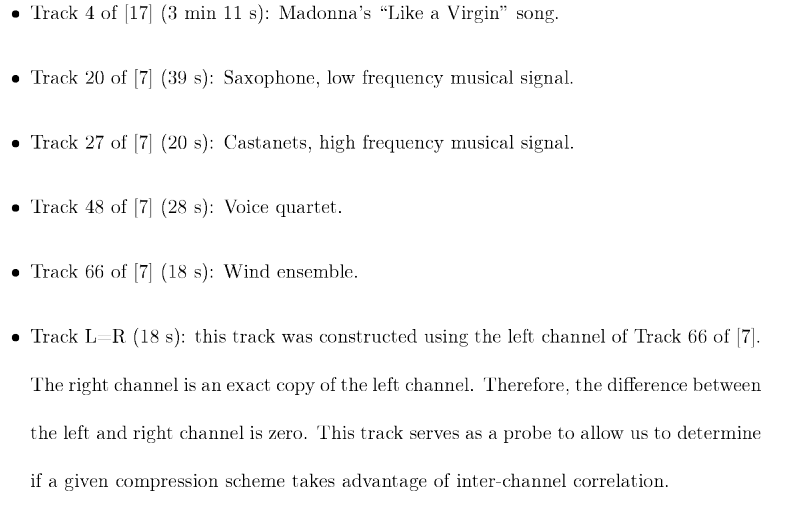 • Track 4 of [17] (3 min 11 s): Madonna's “Like a Virgin” song.
• Track 20 of [7] (39 s): Saxophone, low frequency musical signal.
• Track 27 of [7] (20 s): Castanets, high frequency musical signal.
• Track 48 of [7] (28 s): Voice quartet.
• Track 66 of [7] (18 s): Wind ensemble.
• Track L=R (18 s): this track was constructed using the left channel of Track 66 of [7].
The right channel is an exact copy of the left channel. Therefore, the difference between
the left and right channel is zero. This track serves as a probe to allow us to determine
if a given compression scheme takes advantage of inter-channel correlation.